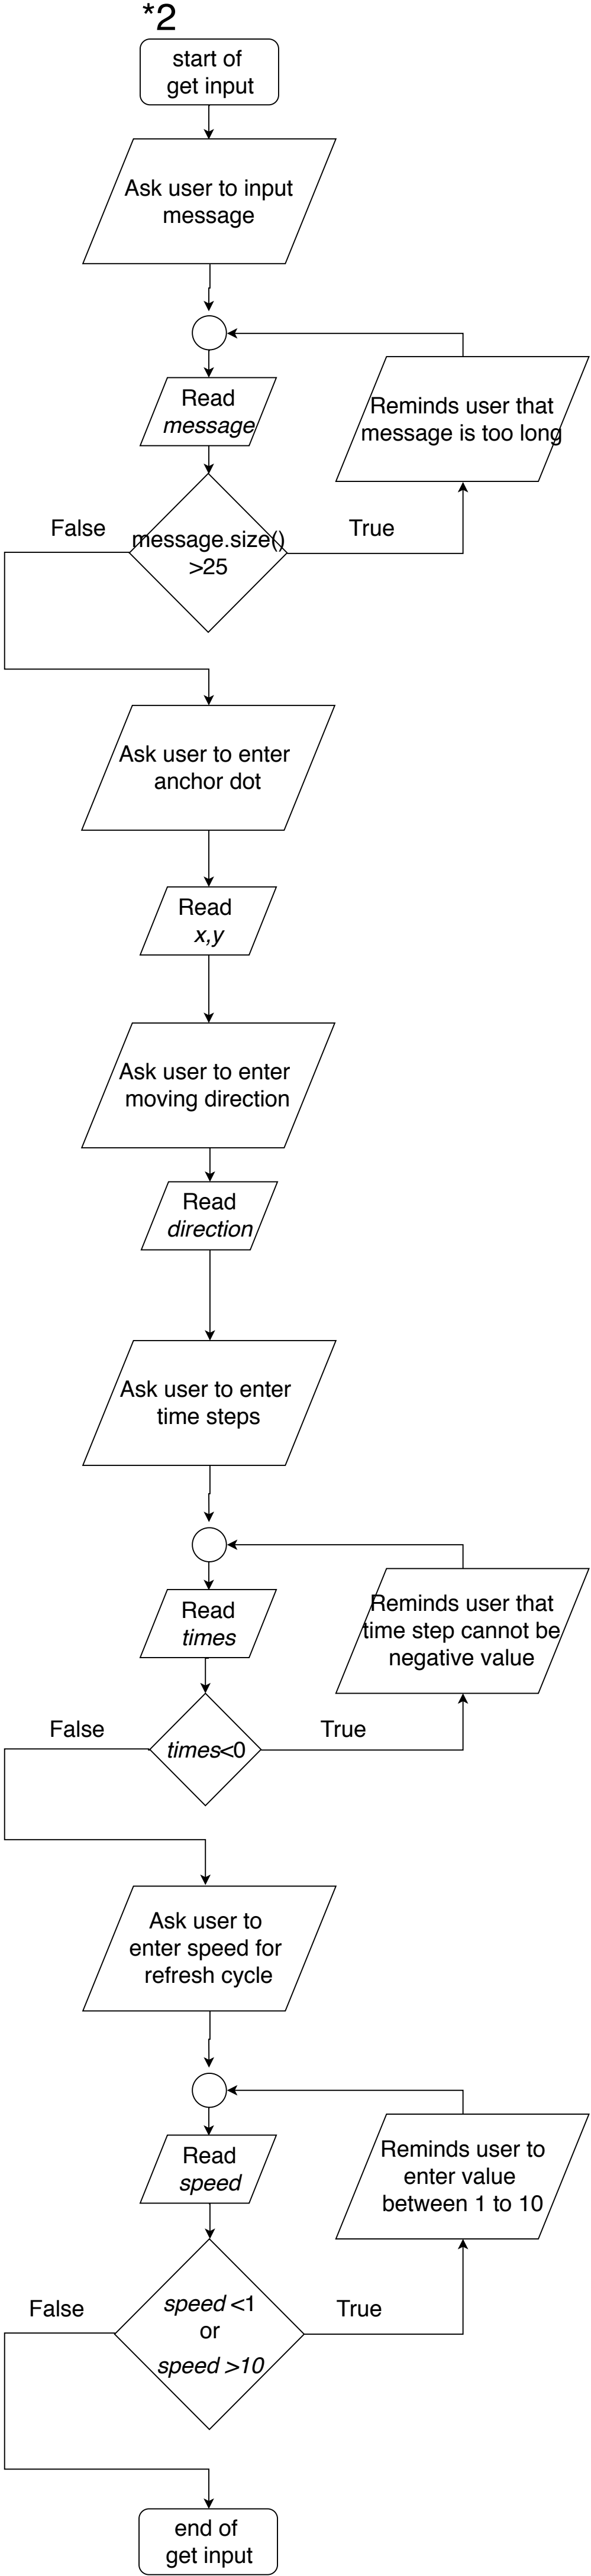 *2
start of
get input
Ask user to input
message
Read
message
Reminds user that
message is too long
False
message.size()
>25
True
Ask user to enter
anchor dot
Read
x,y
Ask user to enter
moving direction
Read
direction
Ask user to enter
time steps
Read
times
Reminds user that
time step cannot be
negative value
False
times<0
True
Ask user to
enter speed for
refresh cycle
Read
speed
Reminds user to
enter value
between 1 to 10
False
speed <1
or
speed >10
True
end of
get input